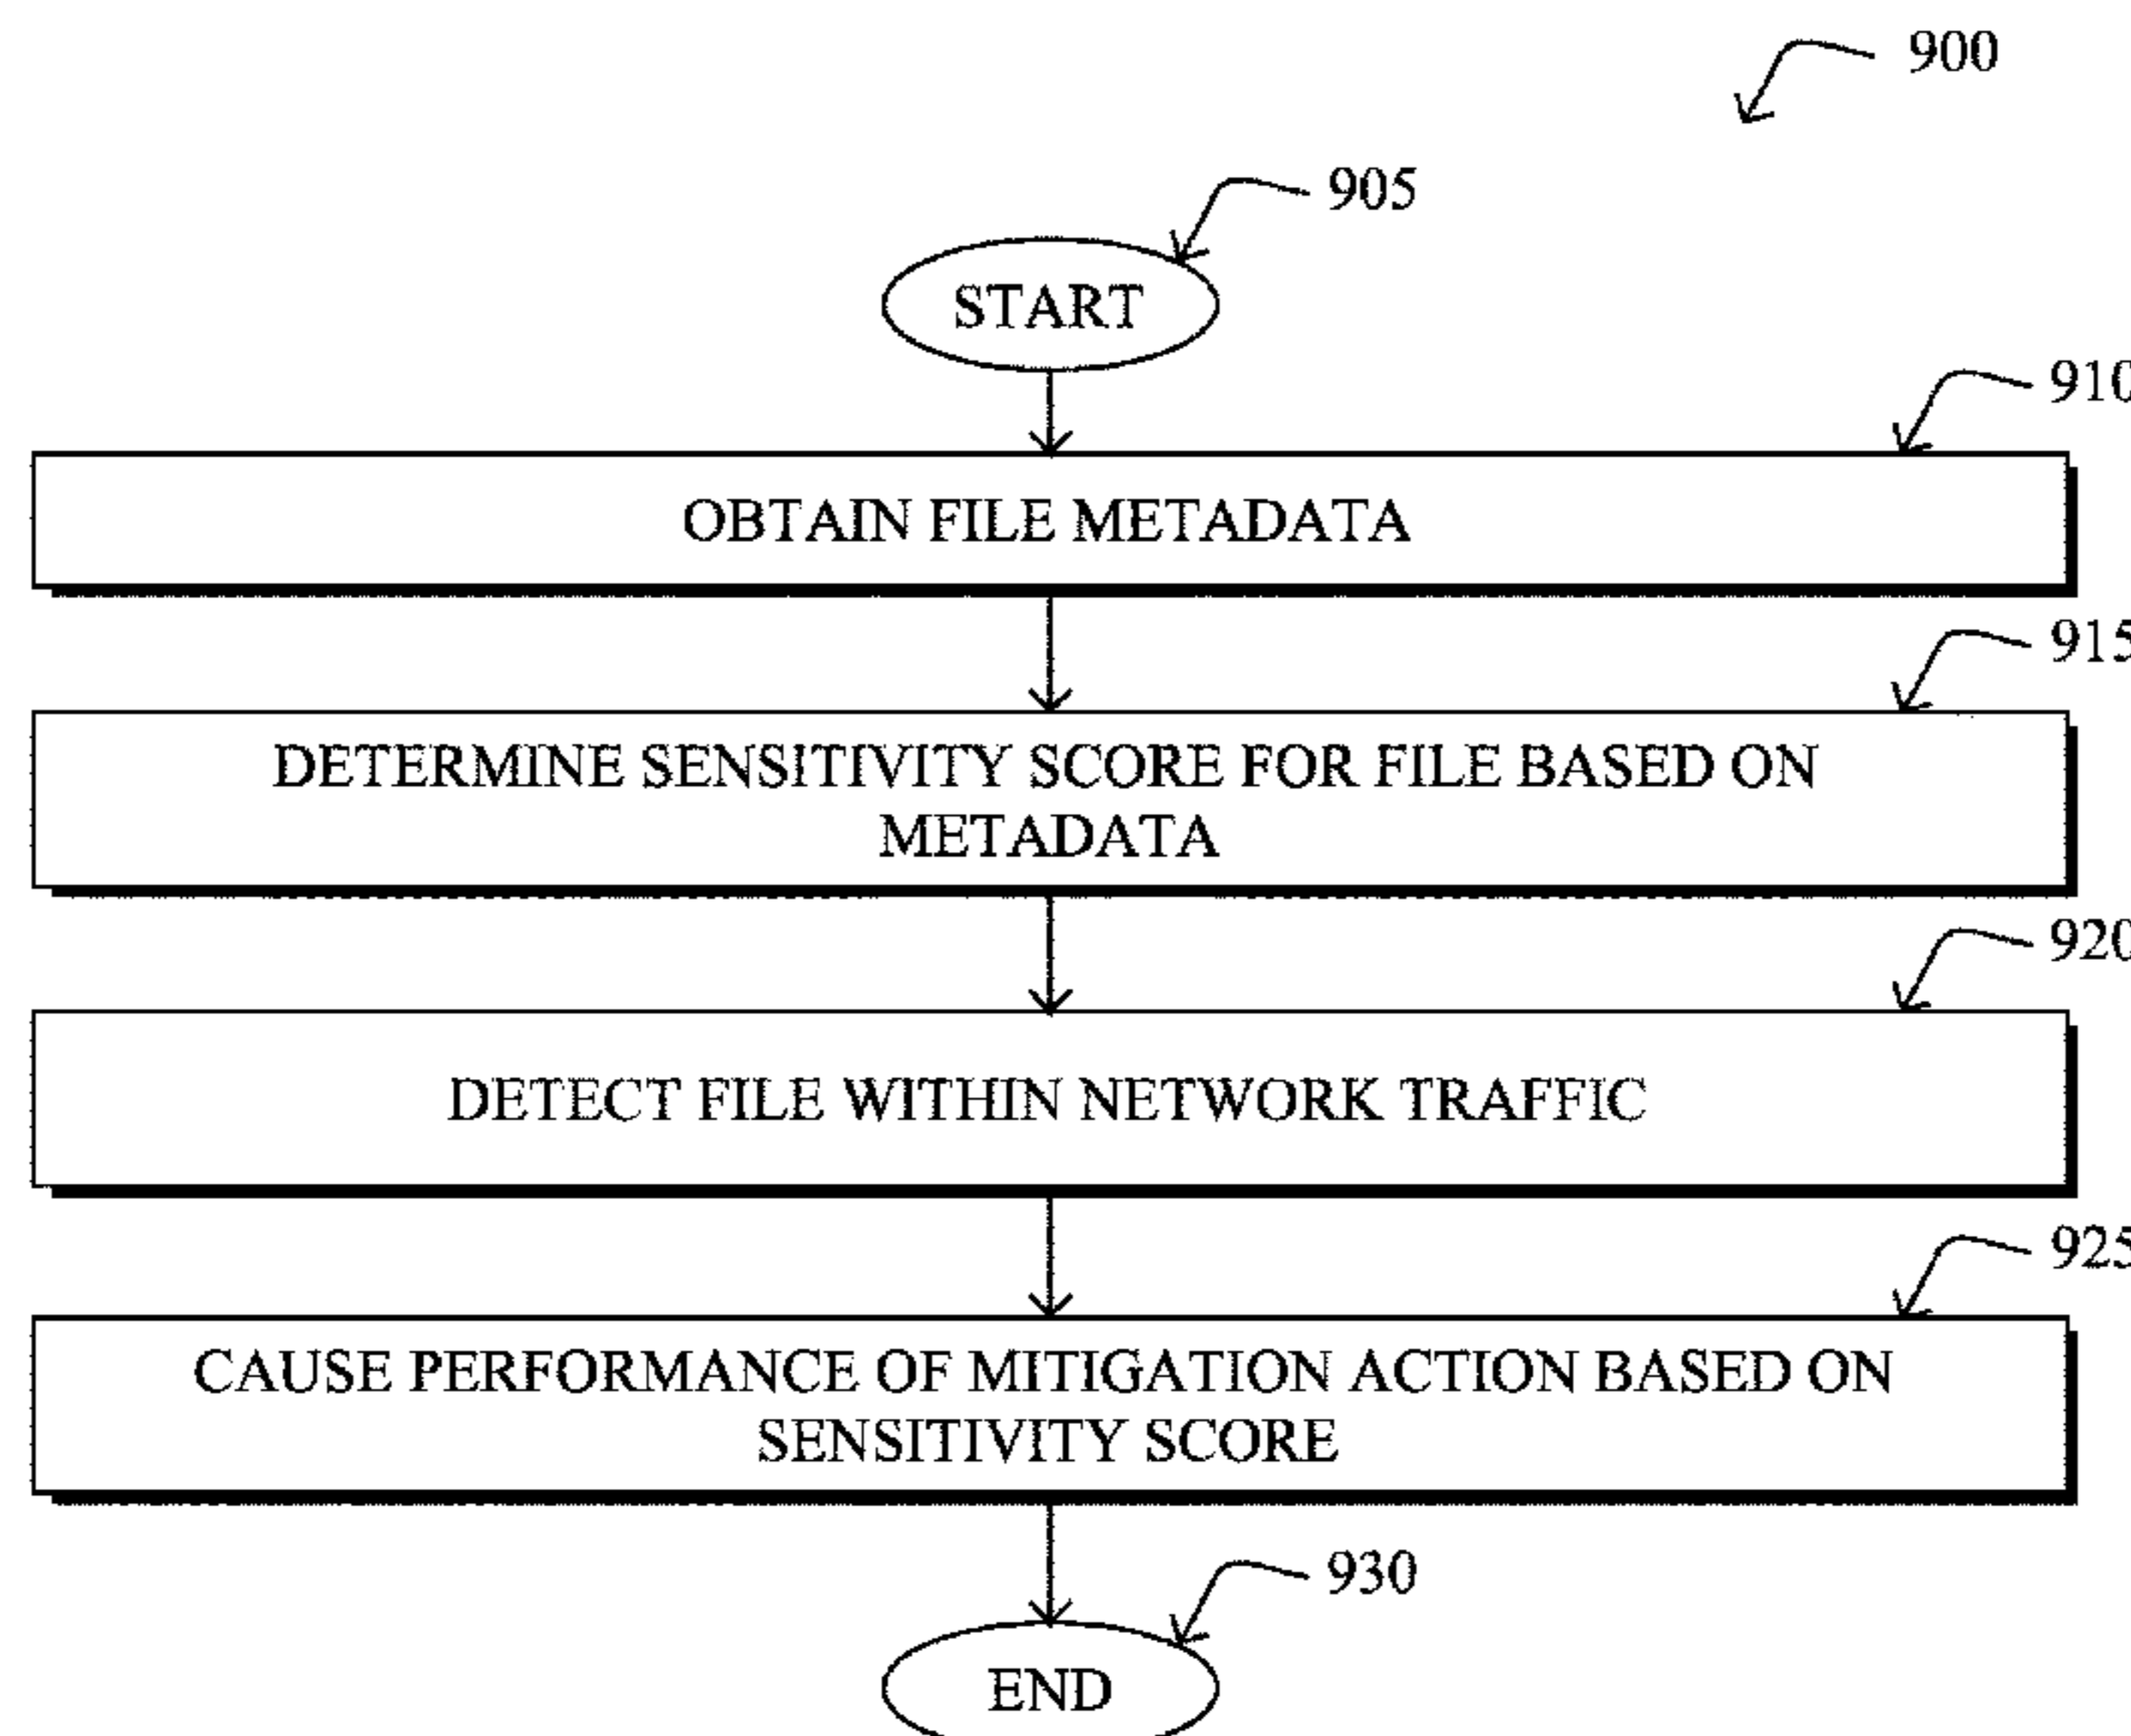 900
905
START
910
OBTAIN FILE METADATA
915
DETERMINE SENSITIVITY SCORE FOR FILE BASED ON
METADATA
920
DETECT FILE WITHIN NETWORK TRAFFIC
925
CAUSE PERFORMANCE OF MITIGATION ACTION BASED ON
SENSITIVITY SCORE
930
END